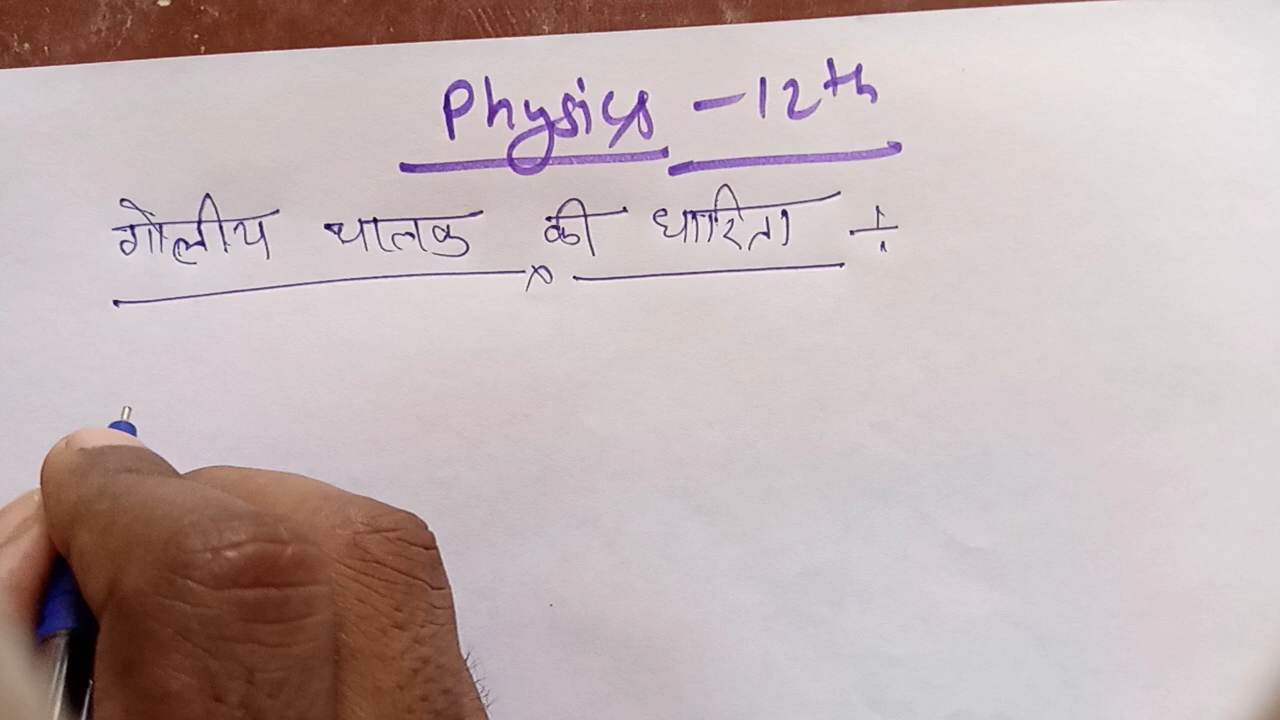 Physics - 12th
गोलीय चालक की धारिता ÷